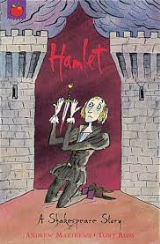 Hamlet
A Shakespeare Story
ANDREW MATTHEWS • TONY ROSS